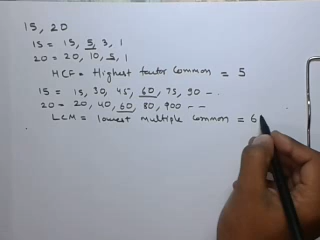 15, 20
15 = 15, 5, 3, 1
20 = 20, 10, 5, 1
HCF = Highest factor Common = 5
15 = 15, 30, 45, 60, 75, 90 - -
20 = 20, 40, 60, 80, 900 - -
LCM = lowest multiple Common = 6